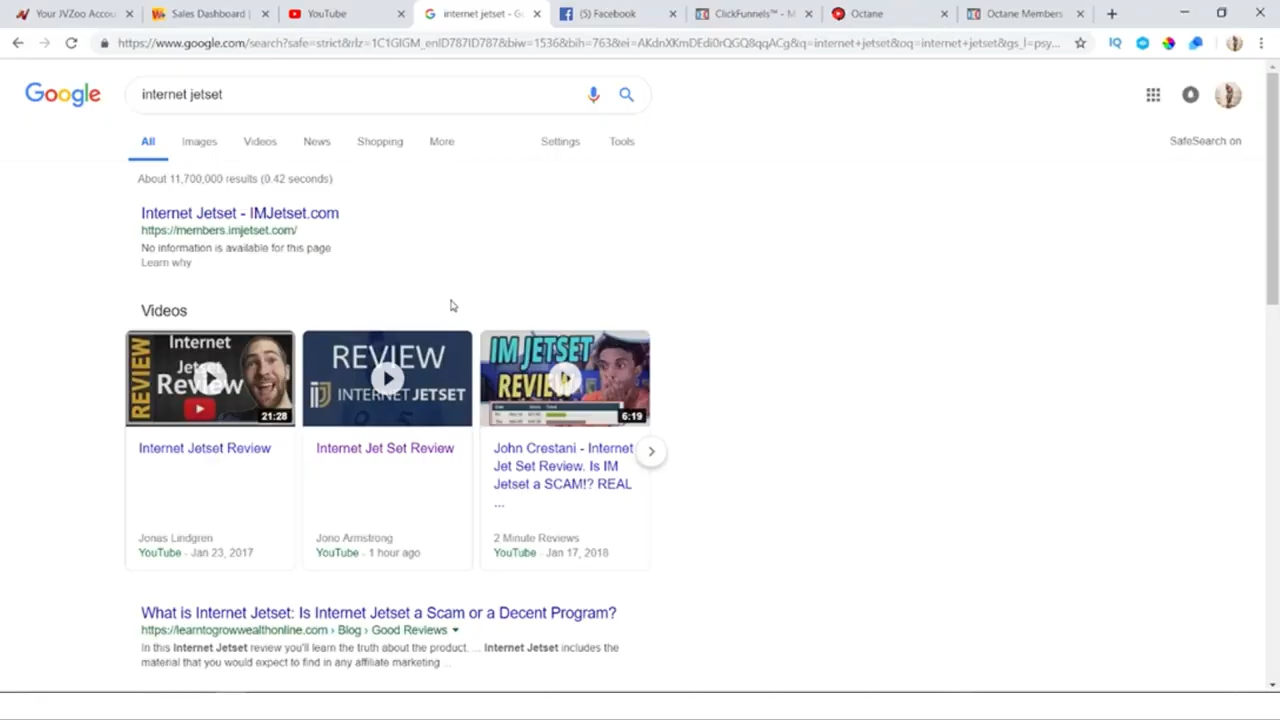 Your JVZoo Accou
Sales Dashboard
YouTube
internet jetset - G
(5) Facebook
ClickFunnels™ - M
Octane
Octane Members
https://www.google.com/search?safe=strict&rlz=1C1GIGM_enID787ID787&biw=1536&bih=763&ei=AKdnXKmDEdi0rQGQ8qqACg&q=internet+jetset&oq=internet+jetset&gs_l=psy...
IQ
Google
internet jetset
All
Images
Videos
News
Shopping
More
Settings
Tools
SafeSearch on
About 11,700,000 results (0.42 seconds)
Internet Jetset - IMJetset.com
https://members.imjetset.com/
No information is available for this page
Learn why
Videos
REVIEW
Internet
Jetset
Review
21:28
REVIEW
INTERNET JETSET
IM JETSET
REVIEW
6:19
Internet Jetset Review
Jonas Lindgren
YouTube - Jan 23, 2017
Internet Jet Set Review
Jono Armstrong
YouTube - 1 hour ago
John Crestani - Internet
Jet Set Review. Is IM
Jetset a SCAM!? REAL
...
2 Minute Reviews
YouTube - Jan 17, 2018
What is Internet Jetset: Is Internet Jetset a Scam or a Decent Program?
https://learntogrowwealthonline.com › Blog › Good Reviews
In this Internet Jetset review you'll learn the truth about the product. ... Internet Jetset includes the
material that you would expect to find in any affiliate marketing ...